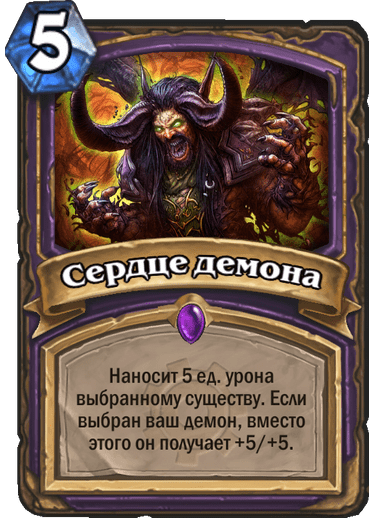 5
Сердце демона
Наносит 5 ед. урона
выбранному существу. Если
выбран ваш демон, вместо
этого он получает +5/+5.